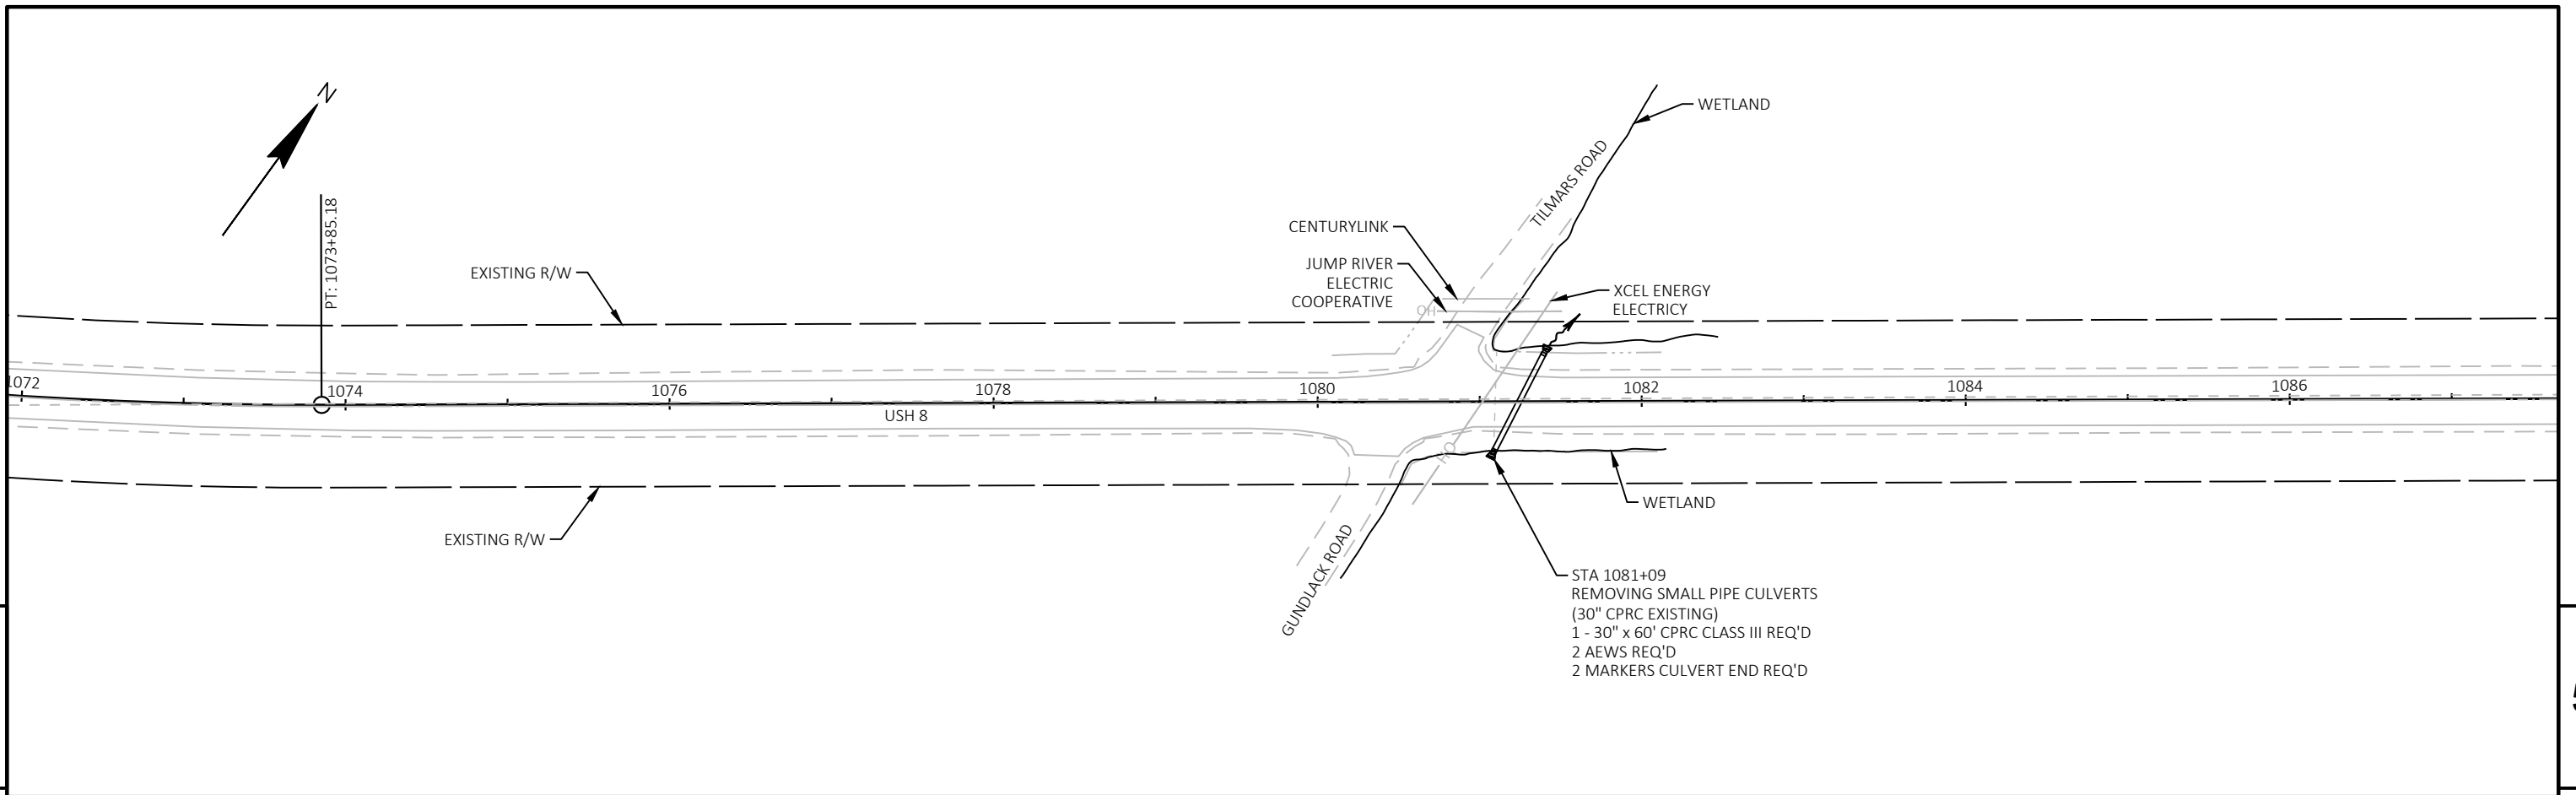 N
WETLAND
TILMARS ROAD
PT: 1073+85.18
CENTURYLINK
EXISTING R/W
JUMP RIVER
ELECTRIC
COOPERATIVE
XCEL ENERGY
ELECTRICY
OH
1072
1074
1076
1078
1080
1082
1084
1086
USH 8
OH
WETLAND
EXISTING R/W
GUNDLACK ROAD
STA 1081+09
REMOVING SMALL PIPE CULVERTS
(30" CPRC EXISTING)
1 - 30" x 60' CPRC CLASS III REQ'D
2 AEWS REQ'D
2 MARKERS CULVERT END REQ'D